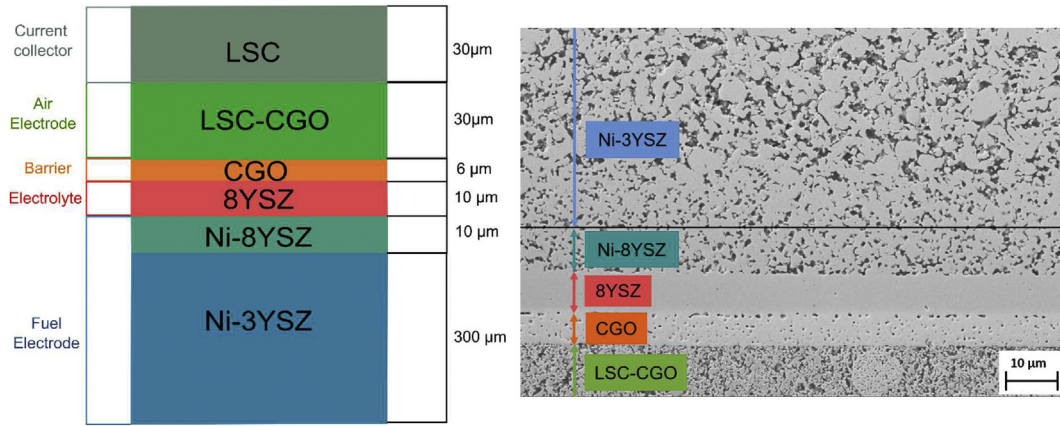 Current
collector
LSC
30µm
Air
Electrode
LSC-CGO
30µm
Barrier
CGO
6 µm
Electrolyte
8YSZ
10 µm
Ni-8YSZ
10 µm
Fuel
Electrode
Ni-3YSZ
300 µm
Ni-3YSZ
Ni-8YSZ
8YSZ
CGO
LSC-CGO
10 µm